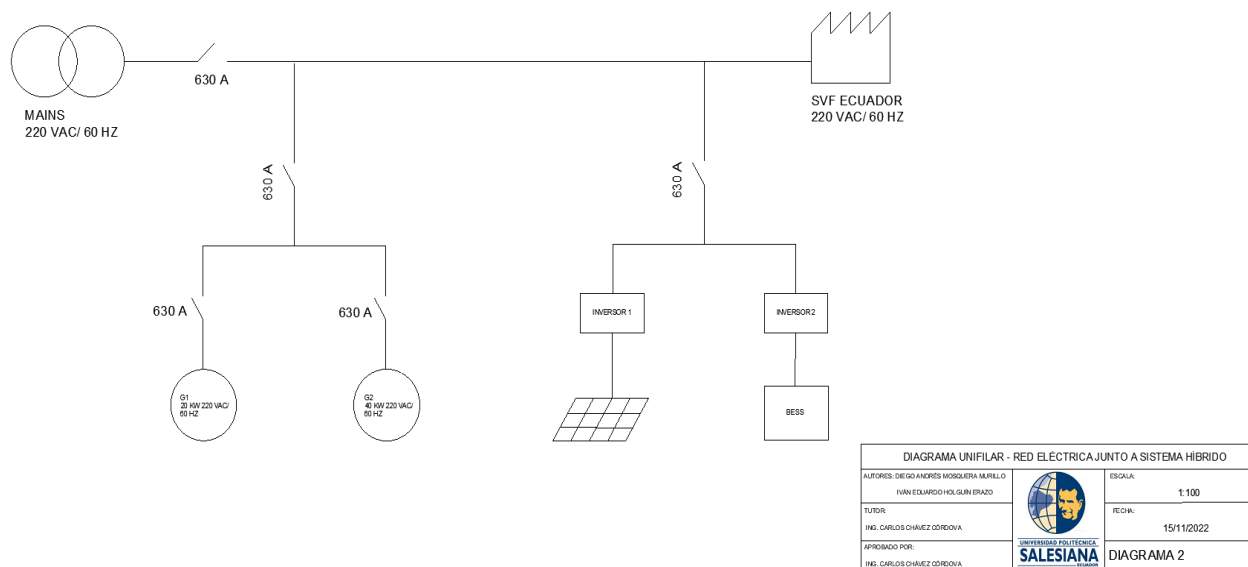 630 A
MAINS
220 VAC/ 60 HZ
SVF ECUADOR
220 VAC/ 60 HZ
630 A
630 A
630 A
630 A
INVERSOR 1
INVERSOR 2
G1
20 KW 220 VAC/
60 HZ
G2
40 KW 220 VAC/
60 HZ
BESS
DIAGRAMA UNIFILAR - RED ELÉCTRICA JUNTO A SISTEMA HÍBRIDO
AUTORES: DIEGO ANDRÉS MOSQUERA MURILLO
IVÁN EDUARDO HOLGUÍN ERAZO
TUTOR:
ING. CARLOS CHÁVEZ CÓRDOVA
APROBADO POR:
ING. CARLOS CHÁVEZ CÓRDOVA
UNIVERSIDAD POLITÉCNICA
SALESIANA
ECUADOR
ESCALA:
1:100
FECHA:
15/11/2022
DIAGRAMA 2